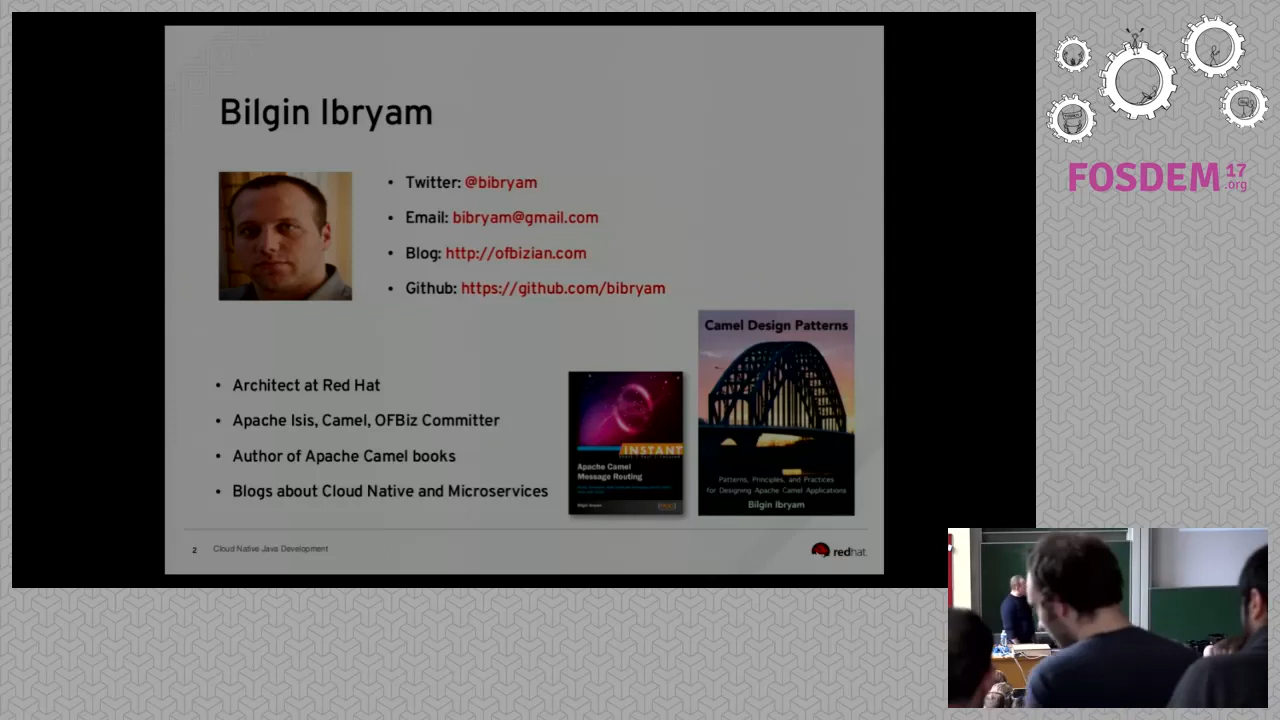 Bilgin Ibryam
• Twitter: @bibryam
• Email: bibryam@gmail.com
• Blog: http://ofbizian.com
• Github: https://github.com/bibryam
• Architect at Red Hat
• Apache Isis, Camel, OFBiz Committer
• Author of Apache Camel books
• Blogs about Cloud Native and Microservices
INSTANT
Apache Camel
Message Routing
Bilgin Ibryam
Camel Design Patterns
Patterns, Principles, and Practices
for Designing Apache Camel Applications
Bilgin Ibryam
2 Cloud Native Java Development
redhat.
FOSDEM 17
.org